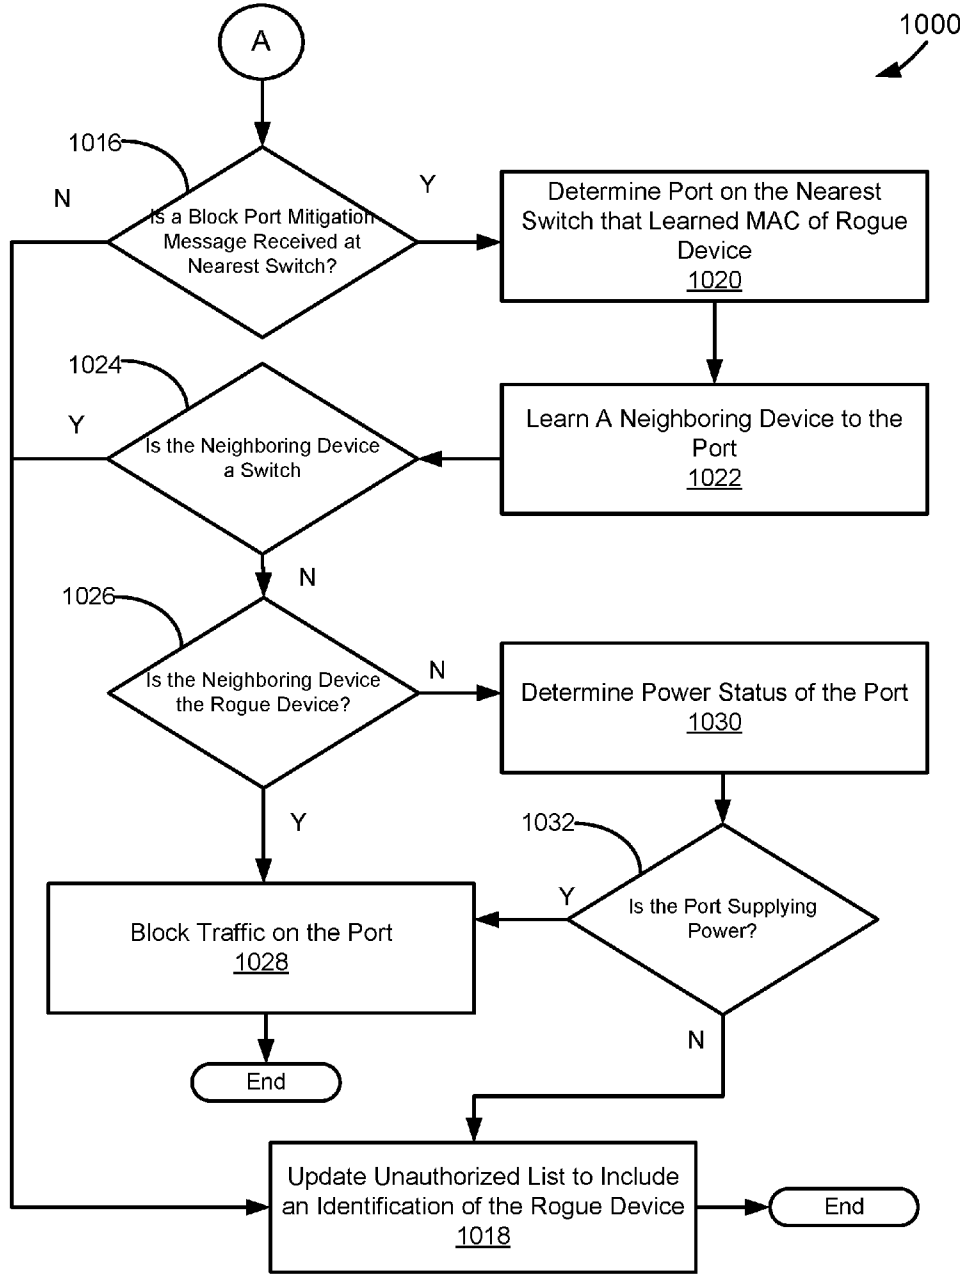 A
1000
1016
N
Y
Is a Block Port Mitigation
Message Received at
Nearest Switch?
Determine Port on the Nearest
Switch that Learned MAC of Rogue
Device
1020
1024
Y
Is the Neighboring Device
a Switch
Learn A Neighboring Device to the
Port
1022
N
1026
Is the Neighboring Device
the Rogue Device?
N
Determine Power Status of the Port
1030
Y
1032
Is the Port Supplying
Power?
Y
Block Traffic on the Port
1028
N
End
Update Unauthorized List to Include
an Identification of the Rogue Device
1018
End